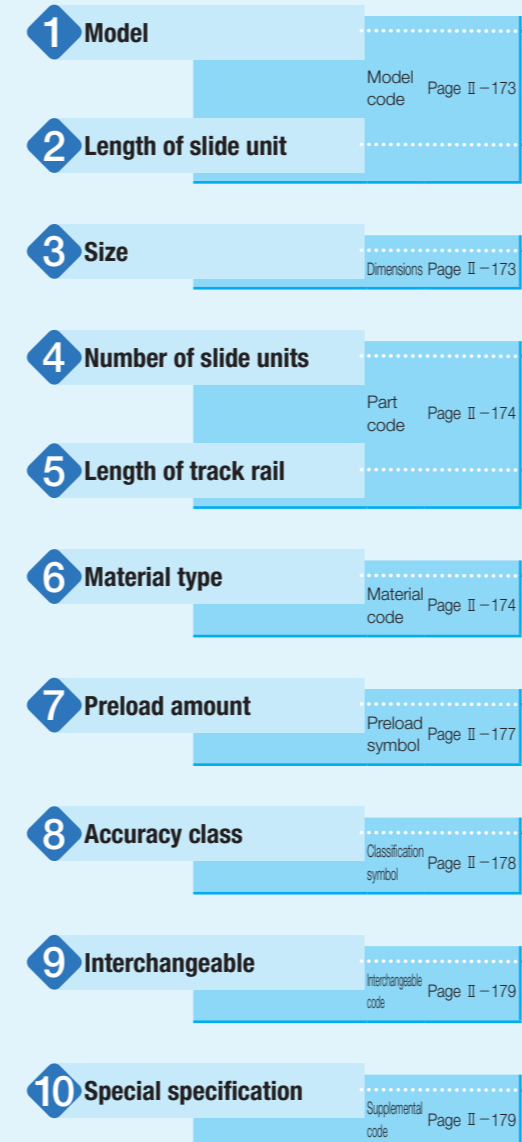 1 Model
Model
code
Page Ⅱ-173
2 Length of slide unit
3 Size
Dimensions Page Ⅱ-173
4 Number of slide units
Part
code
Page Ⅱ-174
5 Length of track rail
6 Material type
Material
code
Page Ⅱ-174
7 Preload amount
Preload
symbol
Page Ⅱ-177
8 Accuracy class
Classification
symbol
Page Ⅱ-178
9 Interchangeable
Interchangeable
code
Page Ⅱ-179
10 Special specification
Supplemental
code
Page Ⅱ-179